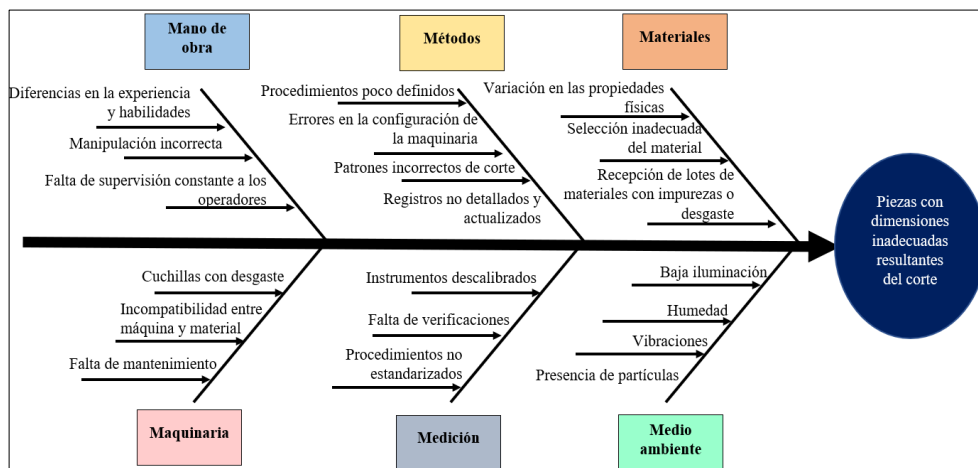 Mano de
obra
Métodos
Materiales
Diferencias en la experiencia
y habilidades
Manipulación incorrecta
Falta de supervisión constante a los
operadores
Procedimientos poco definidos
Errores en la configuración de
la maquinaria
Patrones incorrectos de corte
Registros no detallados y
actualizados
Variación en las propiedades
físicas
Selección inadecuada
del material
Recepción de lotes de
materiales con impurezas o
desgaste
Piezas con
dimensiones
inadecuadas
resultantes
del corte
Cuchillas con desgaste
Incompatibilidad entre
máquina y material
Falta de mantenimiento
Instrumentos descalibrados
Falta de verificaciones
Procedimientos no
estandarizados
Baja iluminación
Humedad
Vibraciones
Presencia de partículas
Maquinaria
Medición
Medio
ambiente